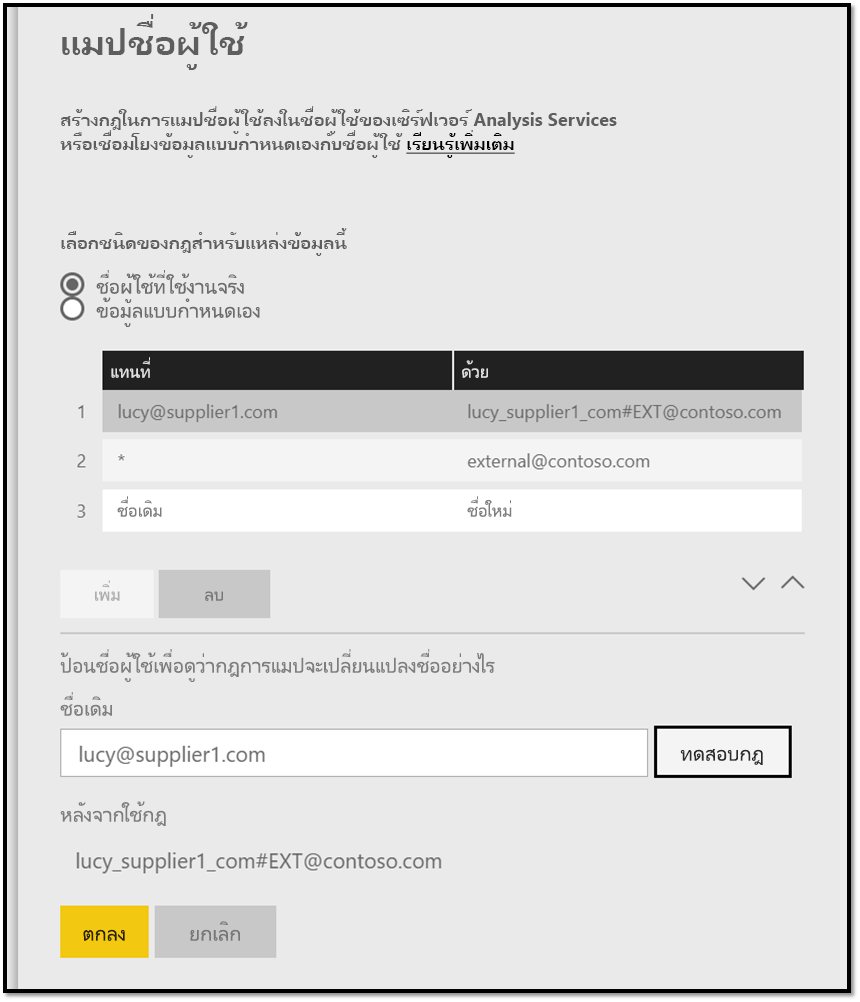 แมปชื่อผู้ใช้
สร้างกฎในการแมปชื่อผู้ใช้ลงในชื่อผู้ใช้ของเซิร์ฟเวอร์ Analysis Services
หรือเชื่อมโยงข้อมูลแบบกำหนดเองกับชื่อผู้ใช้ เรียนรู้เพิ่มเติม
เลือกชนิดของกฎสำหรับแหล่งข้อมูลนี้
ชื่อผู้ใช้ที่ใช้งานจริง
ข้อมูลแบบกำหนดเอง
แทนที่ ด้วย
1 lucy@supplier1.com lucy_supplier1_com#EXT@contoso.com
2 * external@contoso.com
3 ชื่อเดิม ชื่อใหม่
เพิ่ม ลบ
ป้อนชื่อผู้ใช้เพื่อดูว่ากฎการแมปจะเปลี่ยนแปลงชื่ออย่างไร
ชื่อเดิม
lucy@supplier1.com ทดสอบกฎ
หลังจากใช้กฎ
lucy_supplier1_com#EXT@contoso.com
ตกลง ยกเลิก